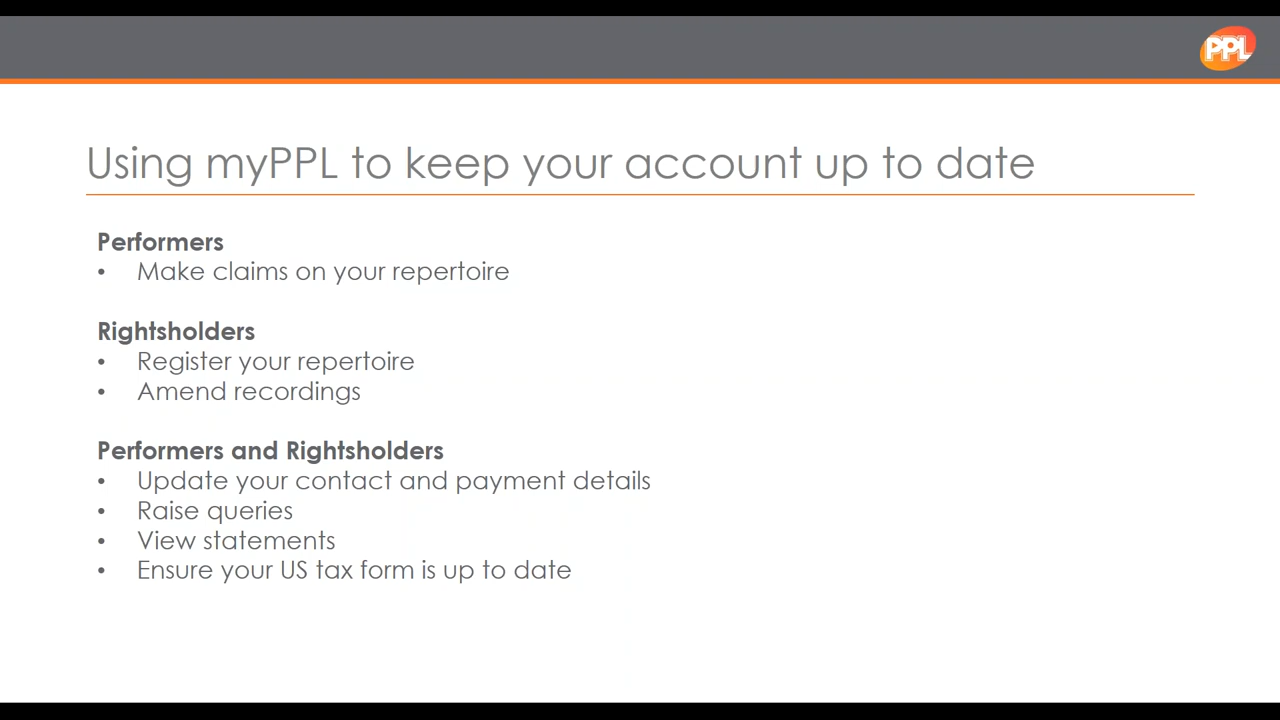 PPL
Using myPPL to keep your account up to date
Performers
• Make claims on your repertoire
Rightsholders
• Register your repertoire
• Amend recordings
Performers and Rightsholders
• Update your contact and payment details
• Raise queries
• View statements
• Ensure your US tax form is up to date